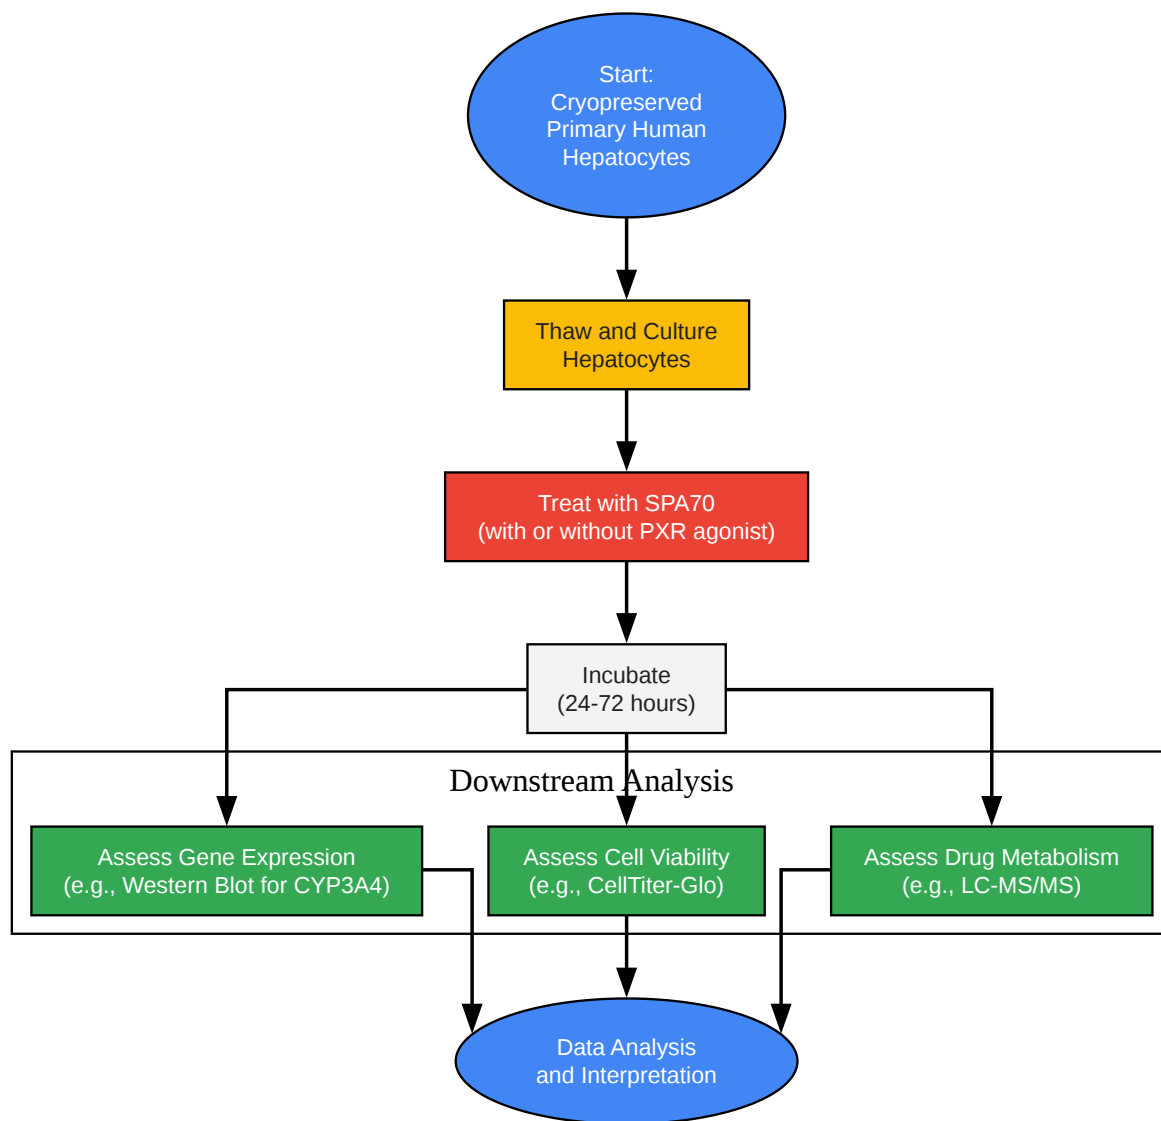 Start:
Cryopreserved
Primary Human
Hepatocytes
Thaw and Culture
Hepatocytes
Treat with SPA70
(with or without PXR agonist)
Incubate
(24-72 hours)
Downstream Analysis
Assess Gene Expression
(e.g., Western Blot for CYP3A4)
Assess Cell Viability
(e.g., CellTiter-Glo)
Assess Drug Metabolism
(e.g., LC-MS/MS)
Data Analysis
and Interpretation